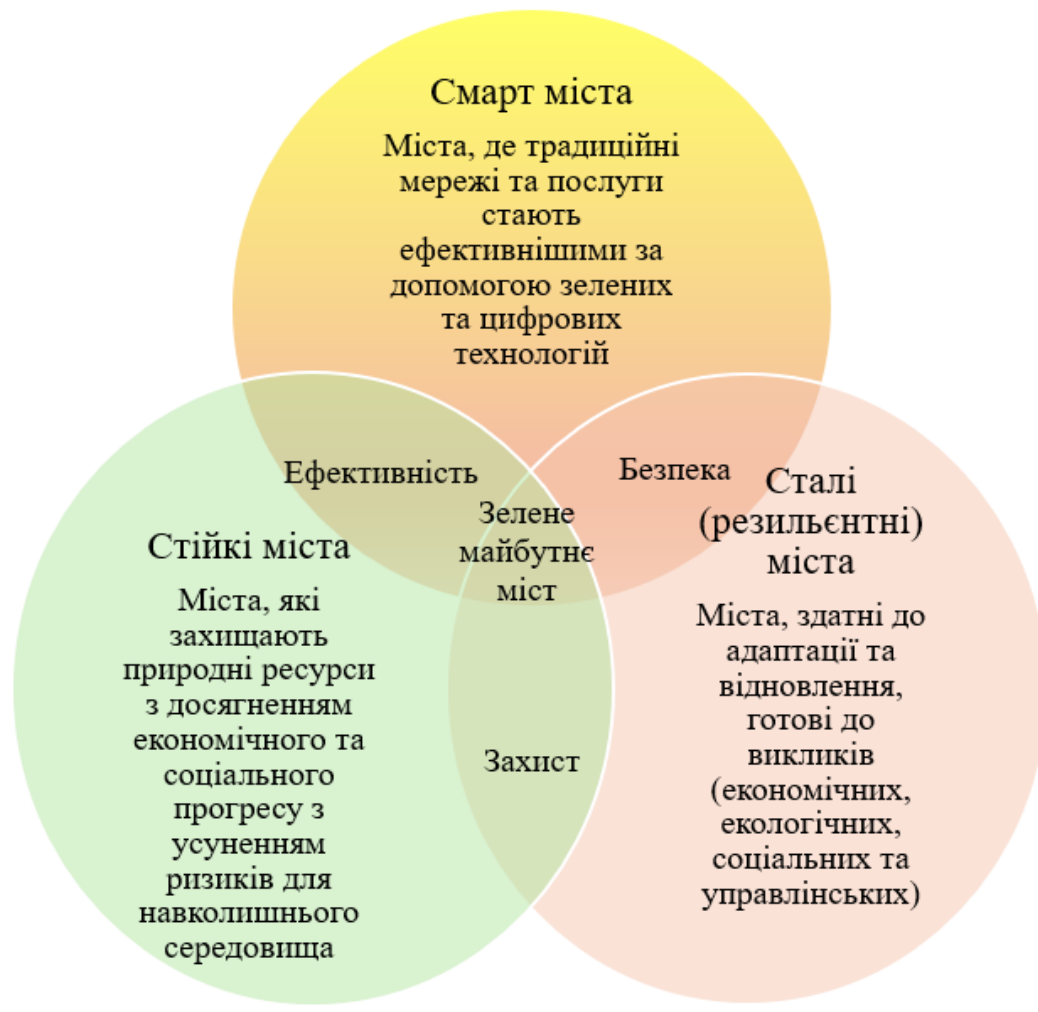 Смарт міста
Міста, де традиційні
мережі та послуги
стають
ефективнішими за
допомогою зелених
та цифрових
технологій
Ефективність
Безпека
Зелене
майбутнє
міст
Захист
Стійкі міста
Міста, які
захищають
природні ресурси
з досягненням
економічного та
соціального
прогресу з
усуненням
ризиків для
навколишнього
середовища
Сталі
(резильєнтні)
міста
Міста, здатні до
адаптації та
відновлення,
готові до
викликів
(економічних,
екологічних,
соціальних та
управлінських)